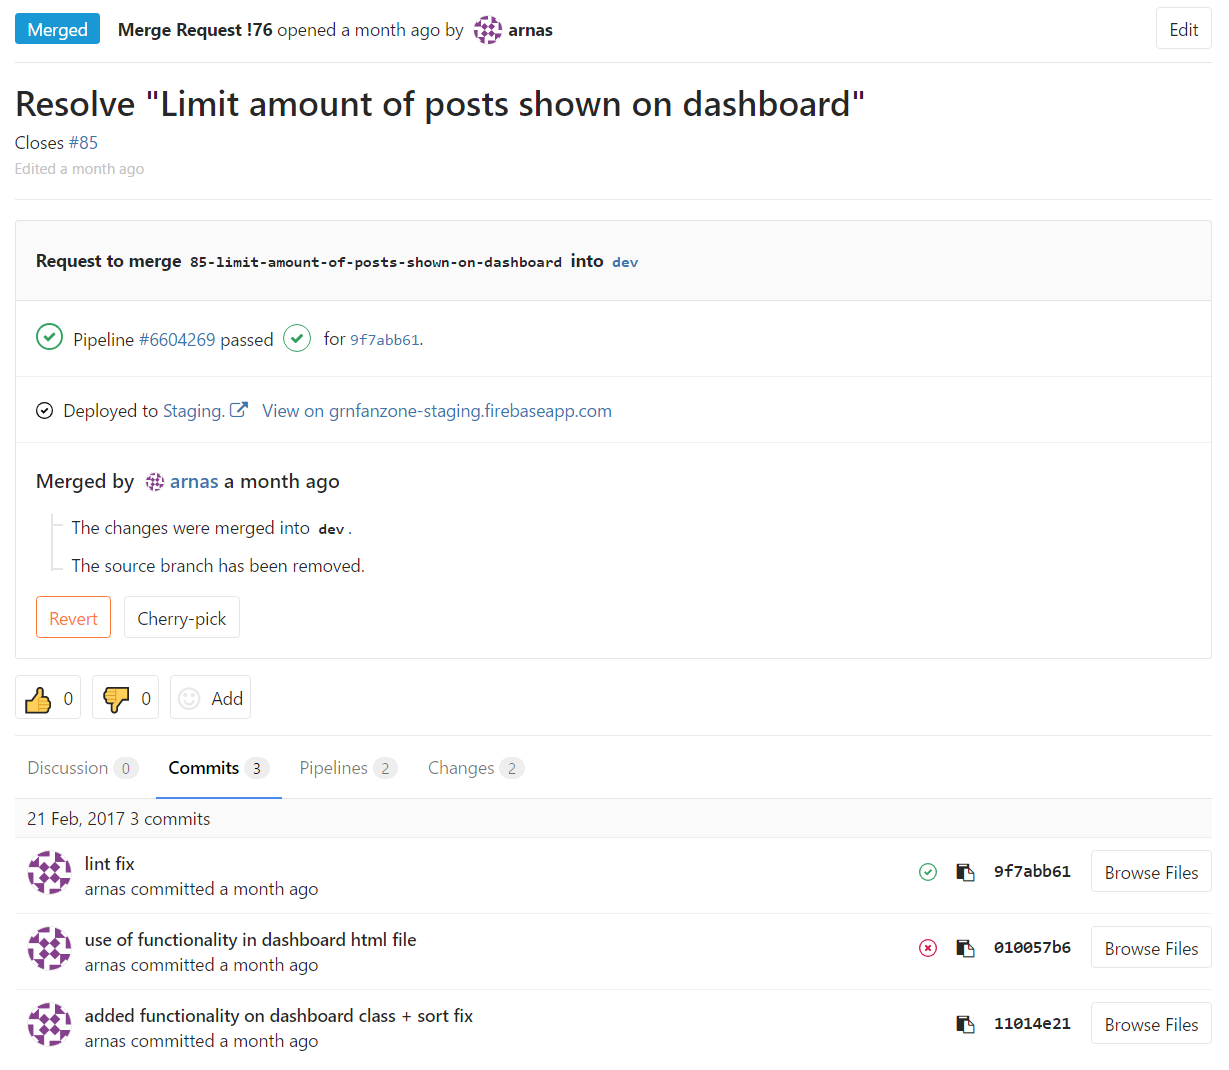 Merged Merge Request !76 opened a month ago by arnas Edit
Resolve "Limit amount of posts shown on dashboard"
Closes #85
Edited a month ago
Request to merge 85-limit-amount-of-posts-shown-on-dashboard into dev
Pipeline #6604269 passed for 9f7abb61.
Deployed to Staging. View on grnfanzone-staging.firebaseapp.com
Merged by arnas a month ago
The changes were merged into dev.
The source branch has been removed.
Revert Cherry-pick
0 0 Add
Discussion 0 Commits 3 Pipelines 2 Changes 2
21 Feb, 2017 3 commits
lint fix
arnas committed a month ago
9f7abb61 Browse Files
use of functionality in dashboard html file
arnas committed a month ago
010057b6 Browse Files
added functionality on dashboard class + sort fix
arnas committed a month ago
11014e21 Browse Files